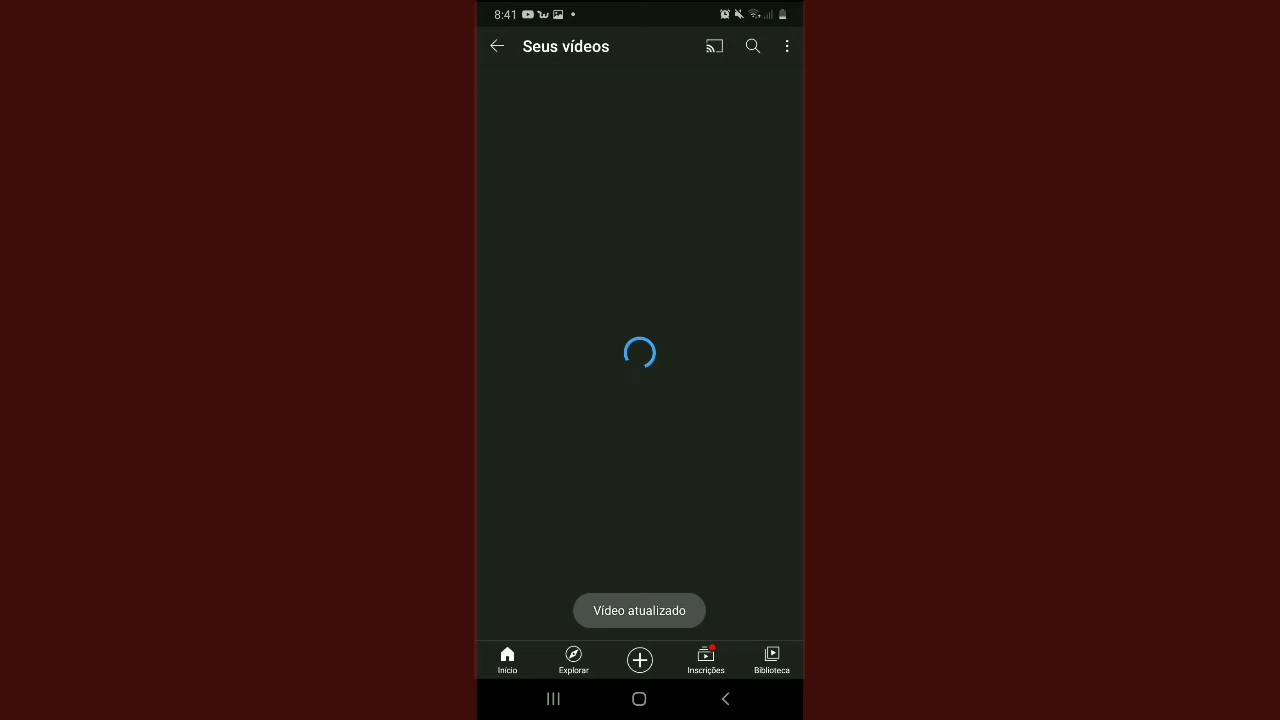 8:41
Seus vídeos
Vídeo atualizado
Início
Explorar
Inscrições
Biblioteca